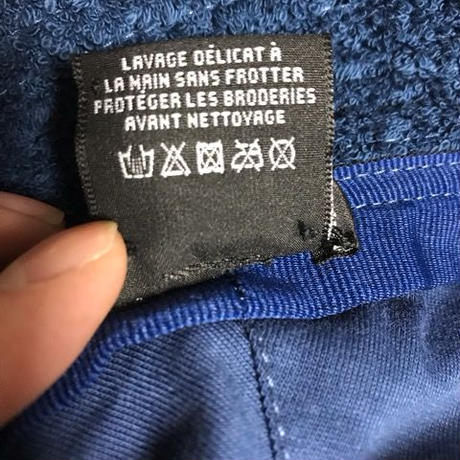 LAVAGE DÉLICAT À
LA MAIN SANS FROTTER
PROTÉGER LES BRODERIES
AVANT NETTOYAGE